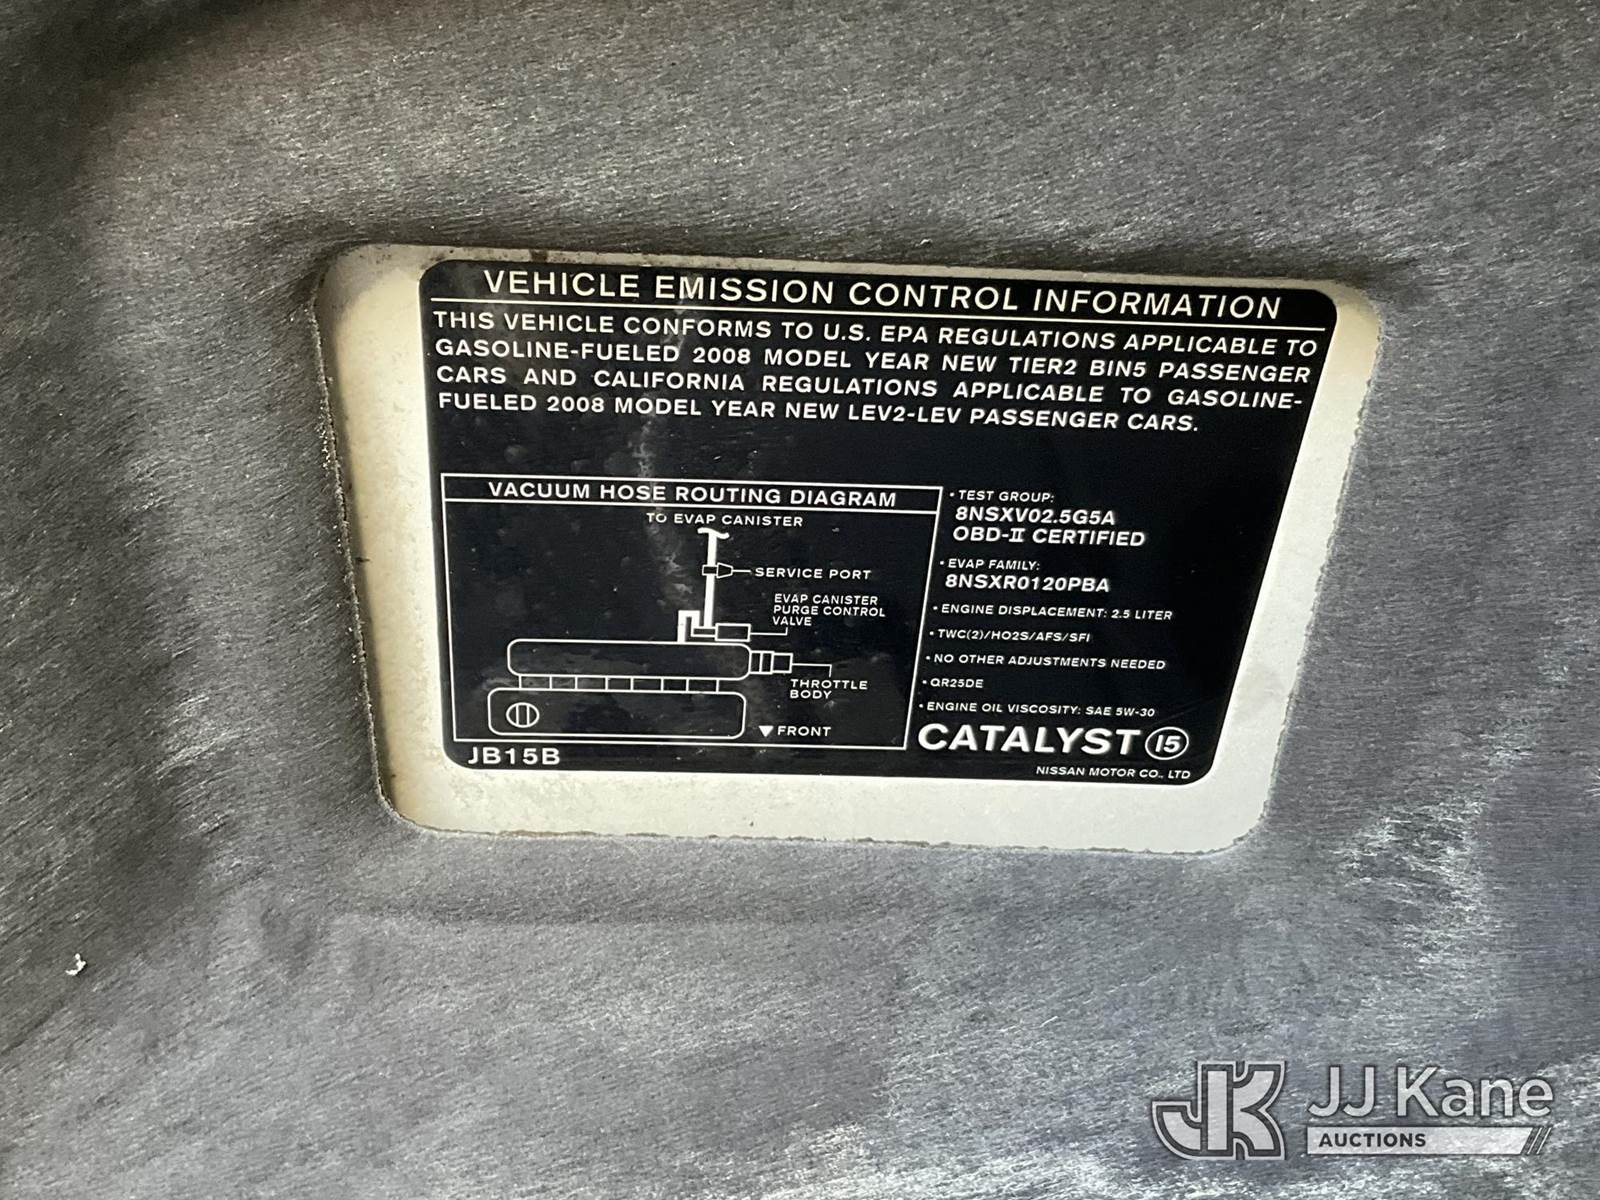 VEHICLE EMISSION CONTROL INFORMATION
THIS VEHICLE CONFORMS TO U.S. EPA REGULATIONS APPLICABLE TO
GASOLINE-FUELED 2008 MODEL YEAR NEW TIER2 BIN5 PASSENGER
CARS AND CALIFORNIA REGULATIONS APPLICABLE TO GASOLINE-
FUELED 2008 MODEL YEAR NEW LEV2-LEV PASSENGER CARS.
VACUUM HOSE ROUTING DIAGRAM
TO EVAP CANISTER
SERVICE PORT
EVAP CANISTER
PURGE CONTROL
VALVE
THROTTLE
BODY
▼FRONT
JB15B
• TEST GROUP:
8NSXV02.5G5A
OBD-II CERTIFIED
• EVAP FAMILY:
8NSXR0120PBA
• ENGINE DISPLACEMENT: 2.5 LITER
• TWC(2)/HO2S/AFS/SFI
• NO OTHER ADJUSTMENTS NEEDED
• QR25DE
• ENGINE OIL VISCOSITY: SAE 5W-30
CATALYST 15
NISSAN MOTOR CO., LTD
JK JJ Kane
AUCTIONS